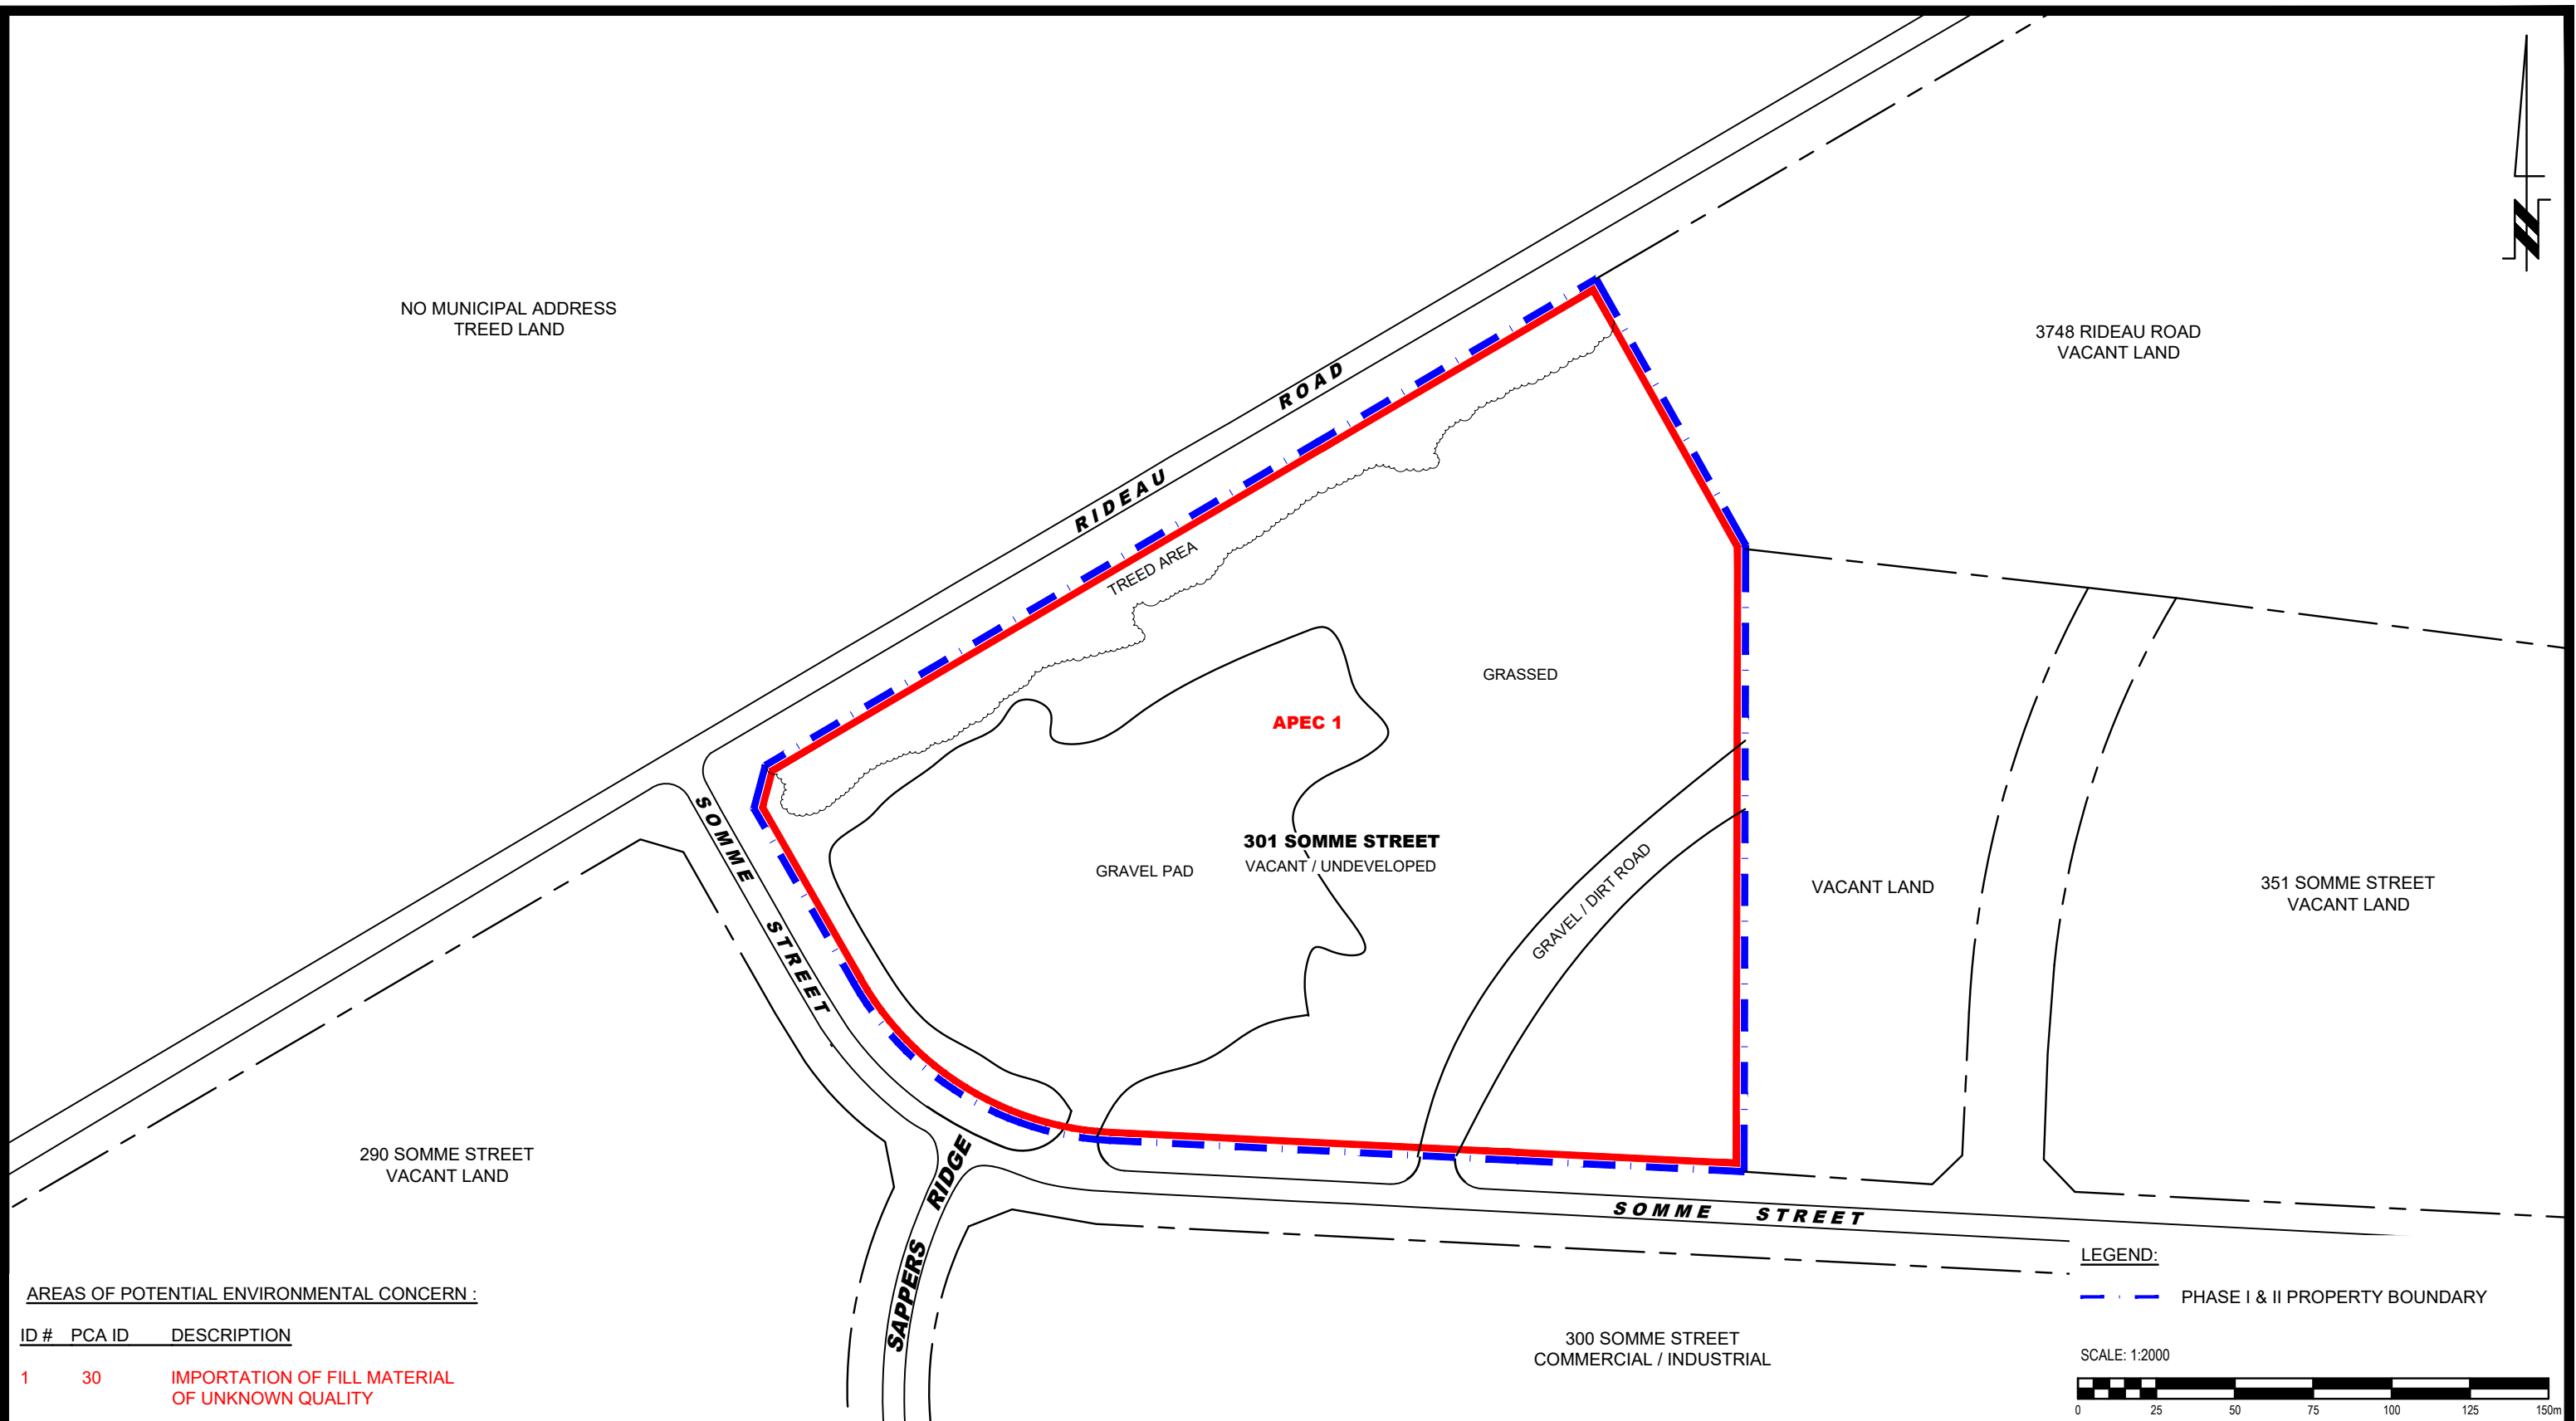 NO MUNICIPAL ADDRESS
TREED LAND
3748 RIDEAU ROAD
VACANT LAND
RIDEAU ROAD
TREED AREA
GRASSED
APEC 1
301 SOMME STREET
VACANT / UNDEVELOPED
GRAVEL PAD
GRAVEL / DIRT ROAD
VACANT LAND
351 SOMME STREET
VACANT LAND
SOMME STREET
290 SOMME STREET
VACANT LAND
SAPPERS RIDGE
SOMME STREET
300 SOMME STREET
COMMERCIAL / INDUSTRIAL
AREAS OF POTENTIAL ENVIRONMENTAL CONCERN :
ID # PCA ID DESCRIPTION
1 30 IMPORTATION OF FILL MATERIAL
OF UNKNOWN QUALITY
LEGEND:
PHASE I & II PROPERTY BOUNDARY
SCALE: 1:2000
0 25 50 75 100 125 150m